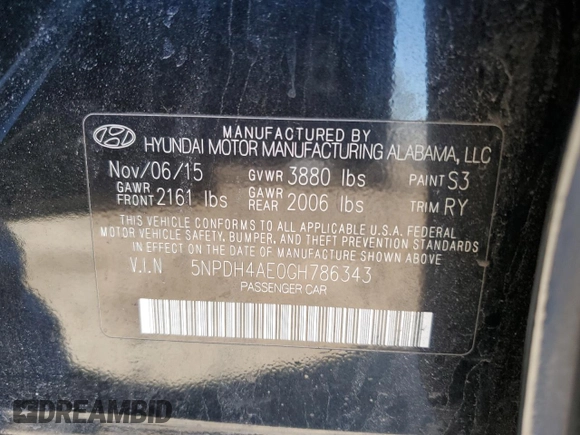 MANUFACTURED BY
HYUNDAI MOTOR MANUFACTURING ALABAMA, LLC
Nov/06/15 GVWR 3880 lbs PAINT S3
GAWR FRONT 2161 lbs GAWR REAR 2006 lbs TRIM RY
THIS VEHICLE CONFORMS TO ALL APPLICABLE U.S.A. FEDERAL
MOTOR VEHICLE SAFETY, BUMPER, AND THEFT PREVENTION STANDARDS
IN EFFECT ON THE DATE OF MANUFACTURE SHOWN ABOVE.
V.I.N 5NPDH4AE0GH786343
PASSENGER CAR
DREAMBID